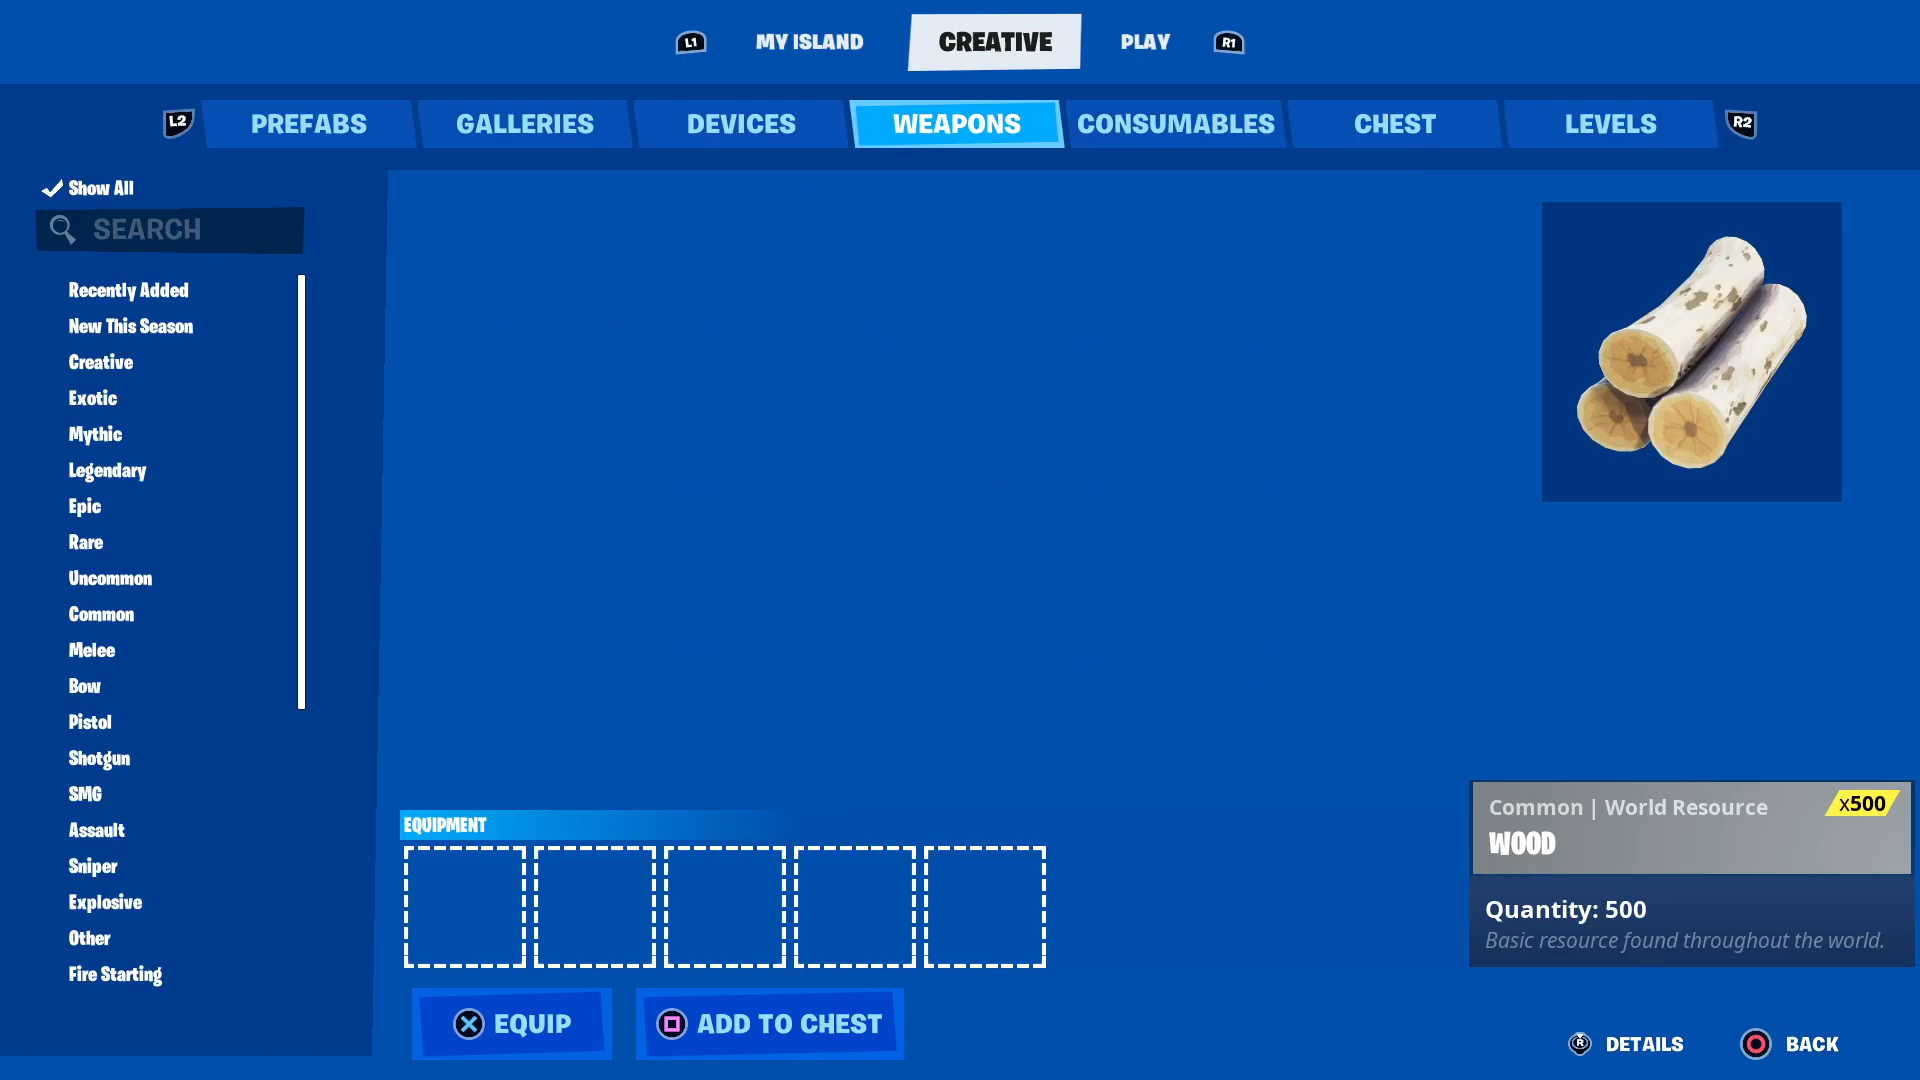 L1 MY ISLAND CREATIVE PLAY R1
L2 PREFABS GALLERIES DEVICES WEAPONS CONSUMABLES CHEST LEVELS R2
Show All
SEARCH
Recently Added
New This Season
Creative
Exotic
Mythic
Legendary
Epic
Rare
Uncommon
Common
Melee
Bow
Pistol
Shotgun
SMG
Assault
Sniper
Explosive
Other
Fire Starting
EQUIPMENT
EQUIP ADD TO CHEST
Common | World Resource x500
WOOD
Quantity: 500
Basic resource found throughout the world.
R DETAILS BACK